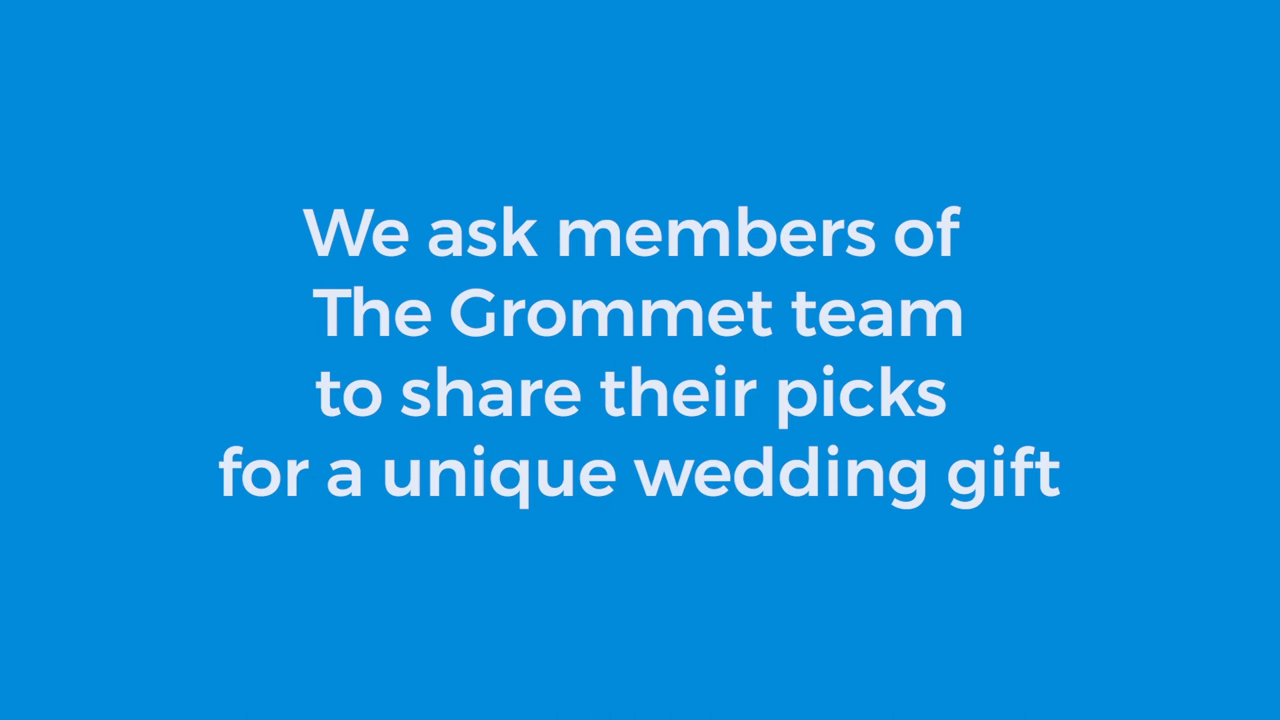 We ask members of
The Grommet team
to share their picks
for a unique wedding gift